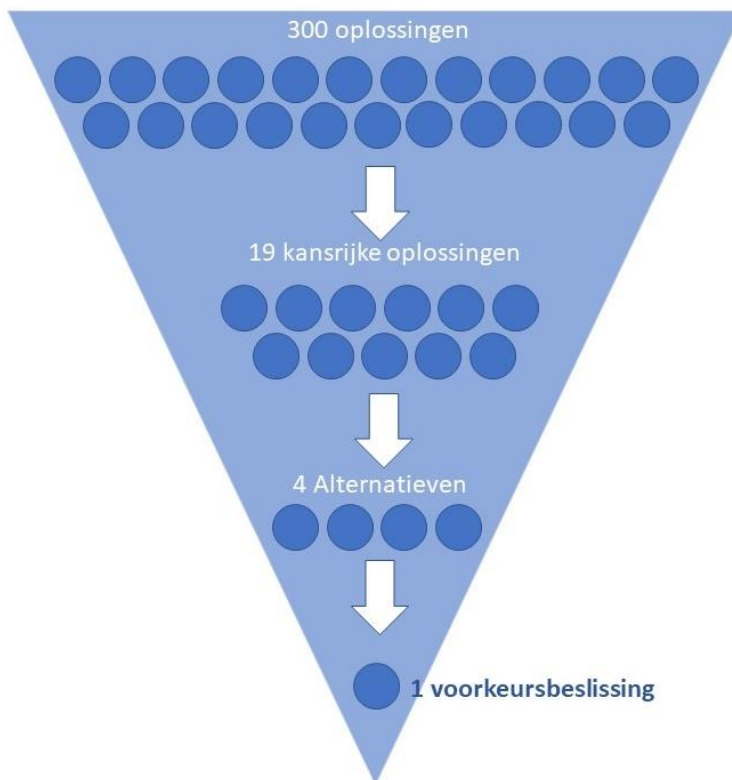 300 oplossingen
19 kansrijke oplossingen
4 Alternatieven
1 voorkeursbeslissing